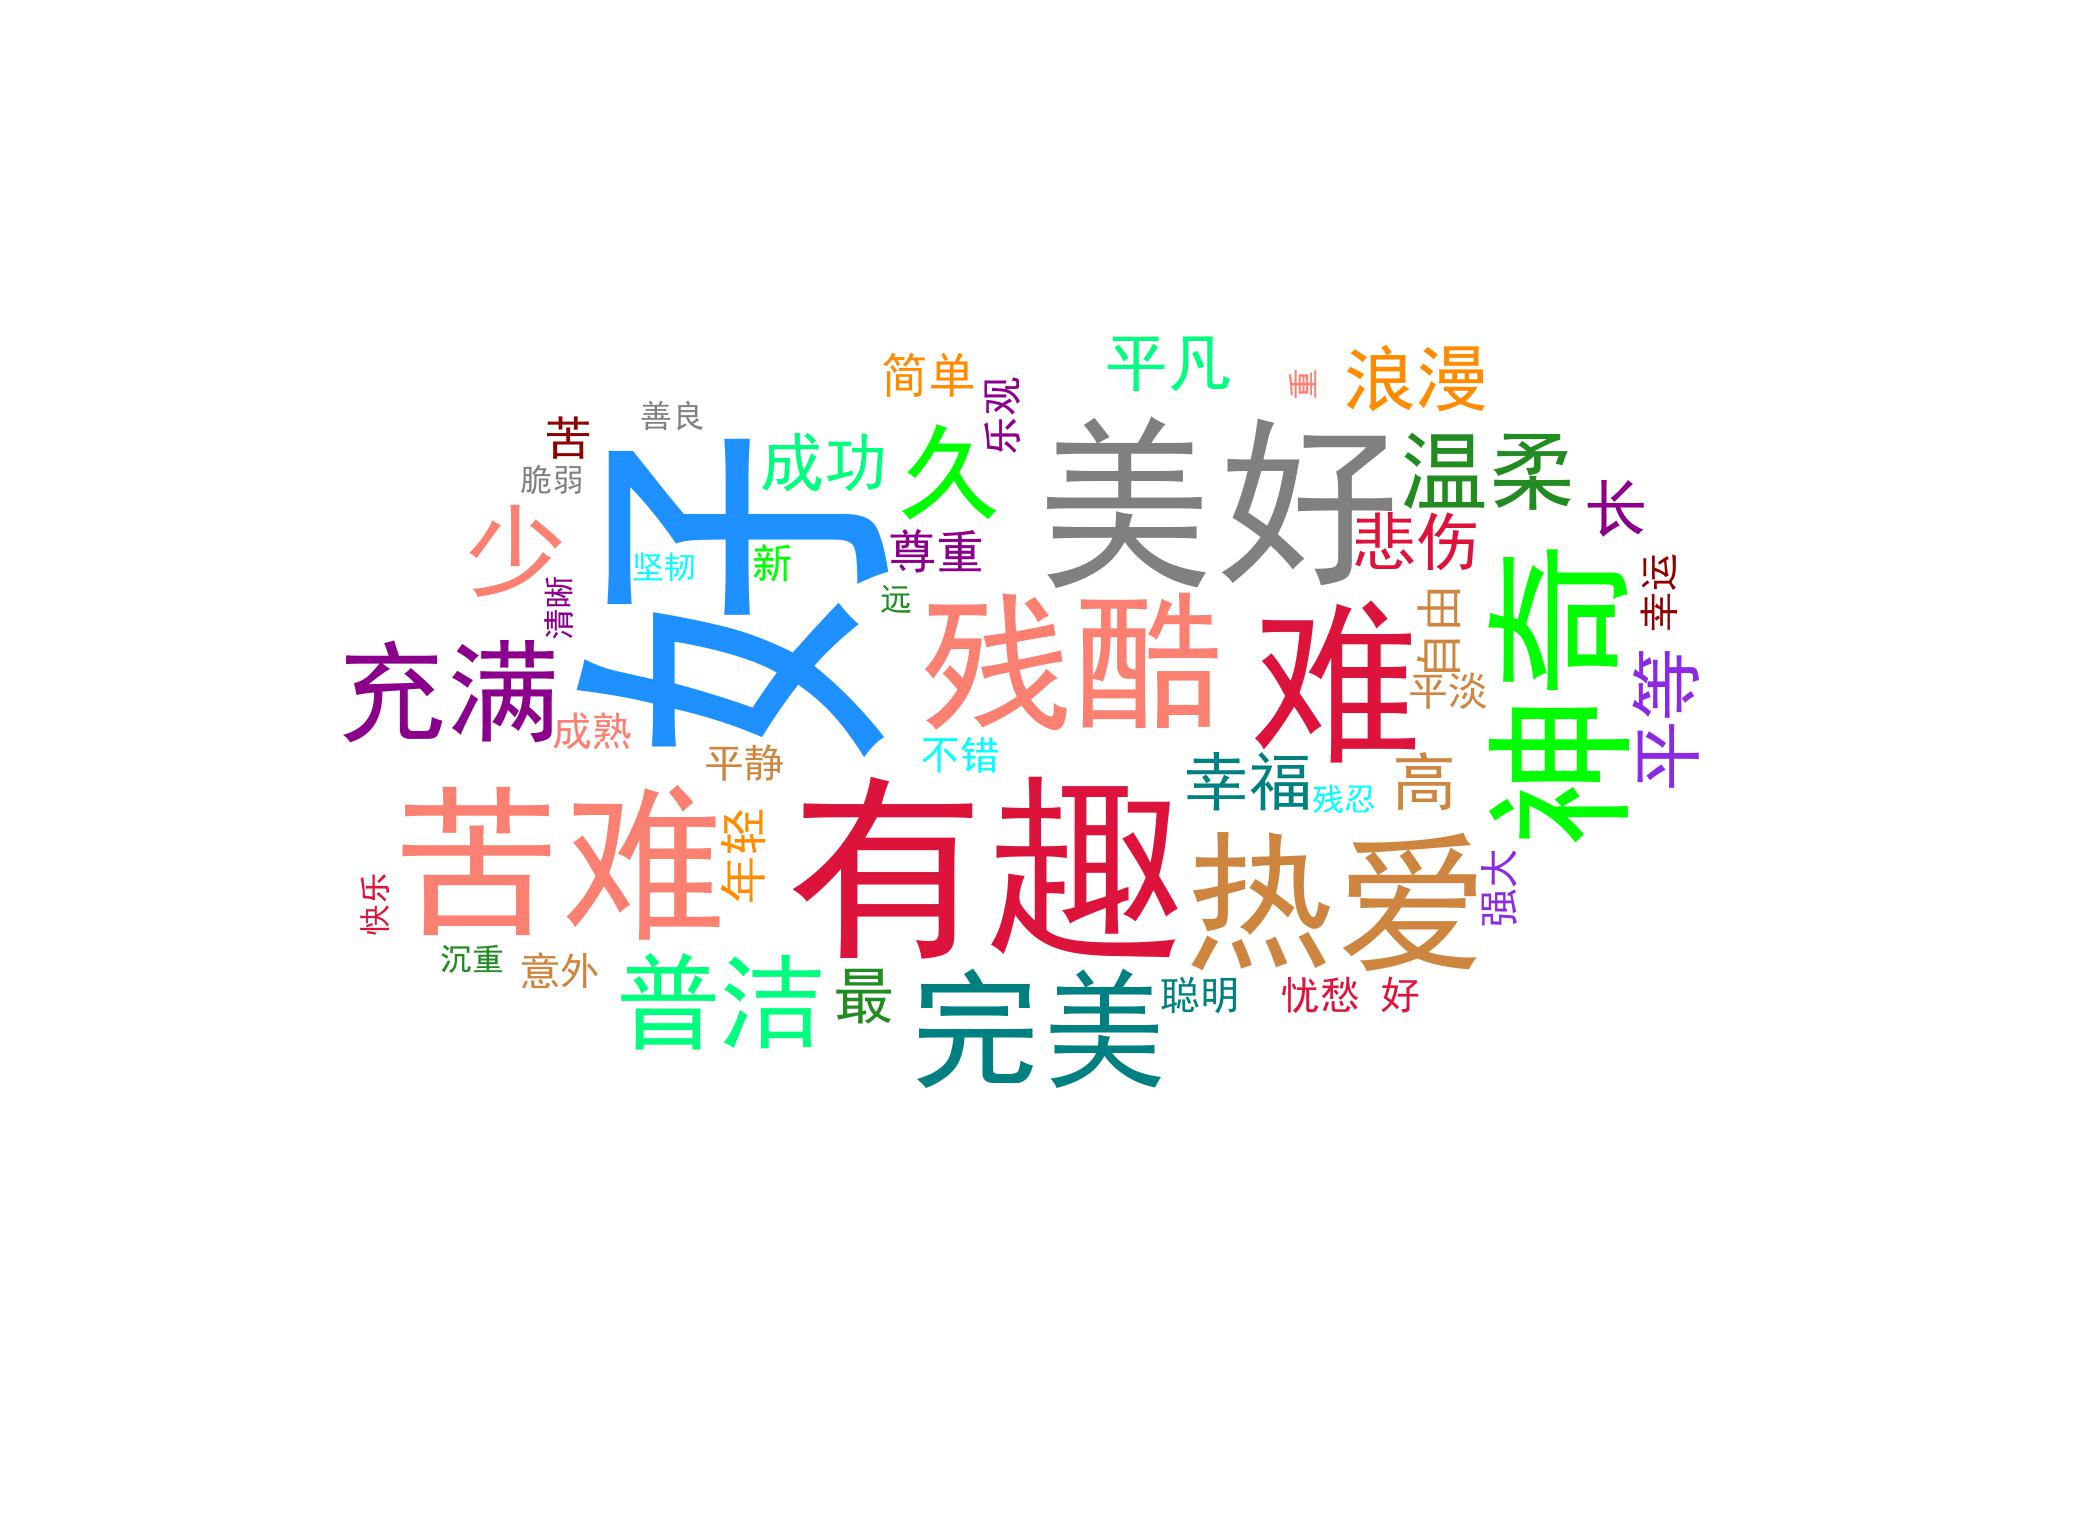 平凡
简单
浪漫
重
乐观
善良
苦
成功
久
美好
温柔
脆弱
长
好
少
尊重
悲伤
坚韧
新
远
清晰
幸运
神奇
残酷
难
自由
充满
平等
成熟
平淡
平静
不错
幸福
残忍
高
苦难
年轻
有趣
热爱
强大
快乐
沉重
意外
普洁
最
完美
聪明
忧愁
好